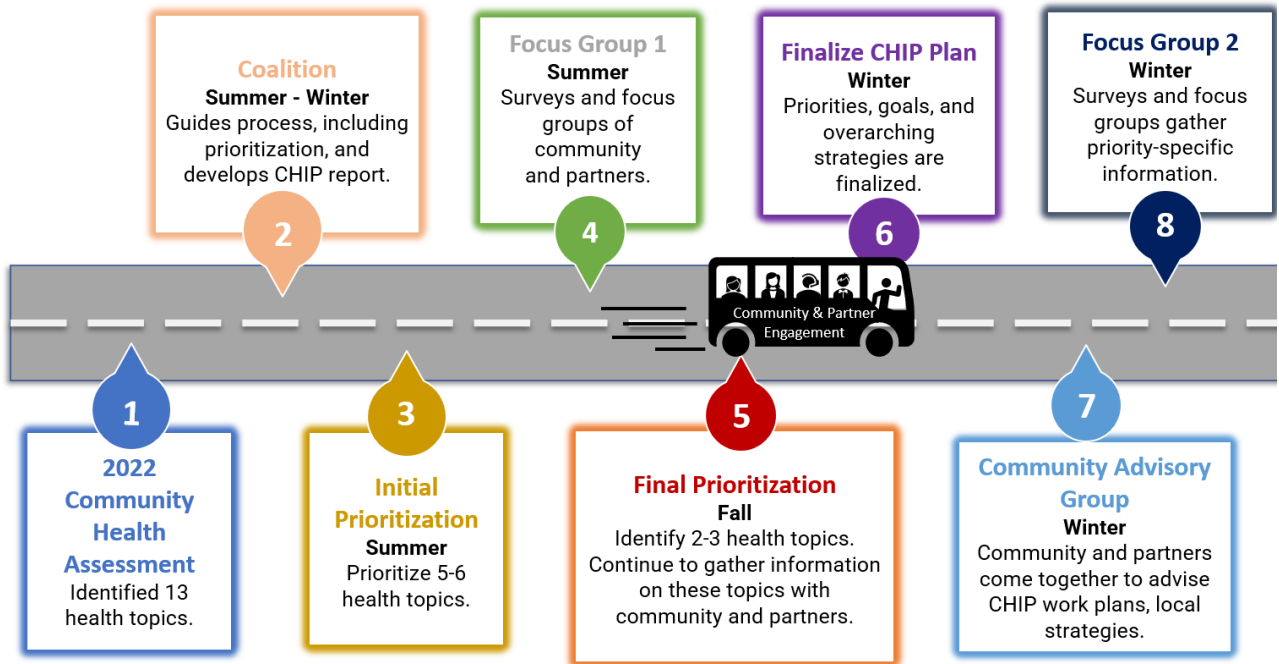 Coalition
Summer - Winter
Guides process, including
prioritization, and
develops CHIP report.
2
Focus Group 1
Summer
Surveys and focus
groups of
community
and partners.
4
Finalize CHIP Plan
Winter
Priorities, goals, and
overarching
strategies are
finalized.
6
Focus Group 2
Winter
Surveys and focus
groups gather
priority-specific
information.
8
Community & Partner
Engagement
1
2022
Community
Health
Assessment
Identified 13
health topics.
3
Initial
Prioritization
Summer
Prioritize 5-6
health topics.
5
Final Prioritization
Fall
Identify 2-3 health topics.
Continue to gather information
on these topics with
community and partners.
7
Community Advisory
Group
Winter
Community and partners
come together to advise
CHIP work plans, local
strategies.